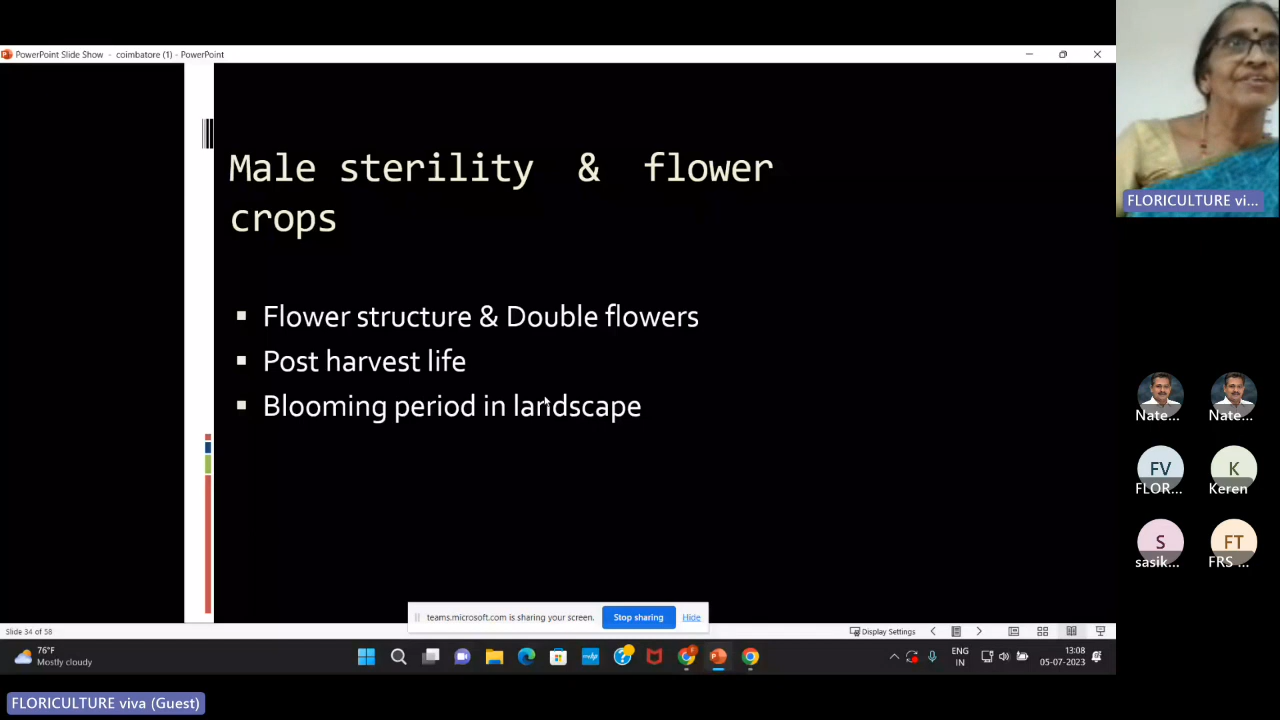 PowerPoint Slide Show - coimbatore (1) - PowerPoint
Male sterility & flower
crops
Flower structure & Double flowers
Post harvest life
Blooming period in landscape
FLORICULTURE vi...
Nate... Nate...
FV K
FLOR... Keren
S FT
sasik... FRS ...
teams.microsoft.com is sharing your screen. Stop sharing Hide
Slide 34 of 58
Display Settings
76°F
Mostly cloudy
ENG
IN
13:08
05-07-2023
FLORICULTURE viva (Guest)